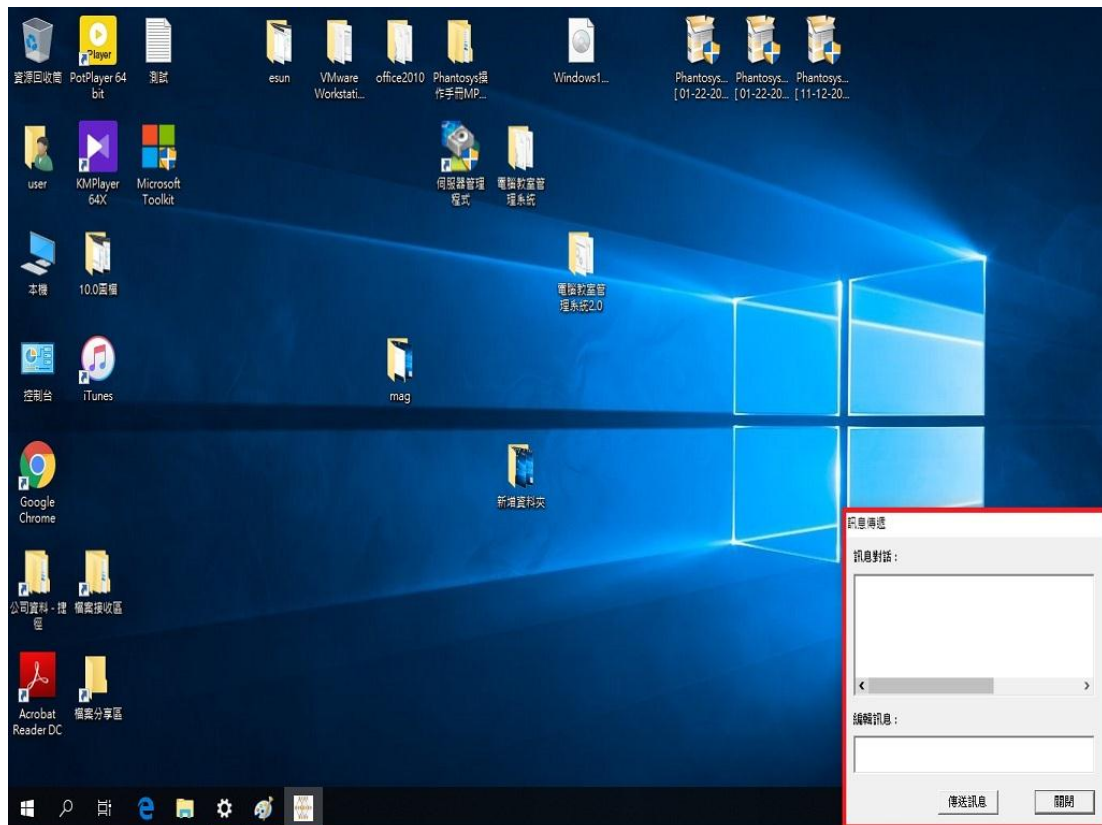 Player
資源回收筒
PotPlayer 64
bit
測試
esun
VMware
Workstati...
office2010
Phantosys操
作手冊MP...
Windows1...
Phantosys...
[ 01-22-20...
Phantosys...
[ 01-22-20...
Phantosys...
[ 11-12-20...
user
KMPlayer
64X
Microsoft
Toolkit
伺服器管理
程式
電腦教室管
理系統
本機
10.0圖檔
電腦教室管
理系統2.0
控制台
iTunes
mag
Google
Chrome
新增資料夾
公司資料 - 捷
徑
檔案接收區
Acrobat
Reader DC
檔案分享區
訊息傳遞
訊息對話：
編輯訊息：
傳送訊息
關閉